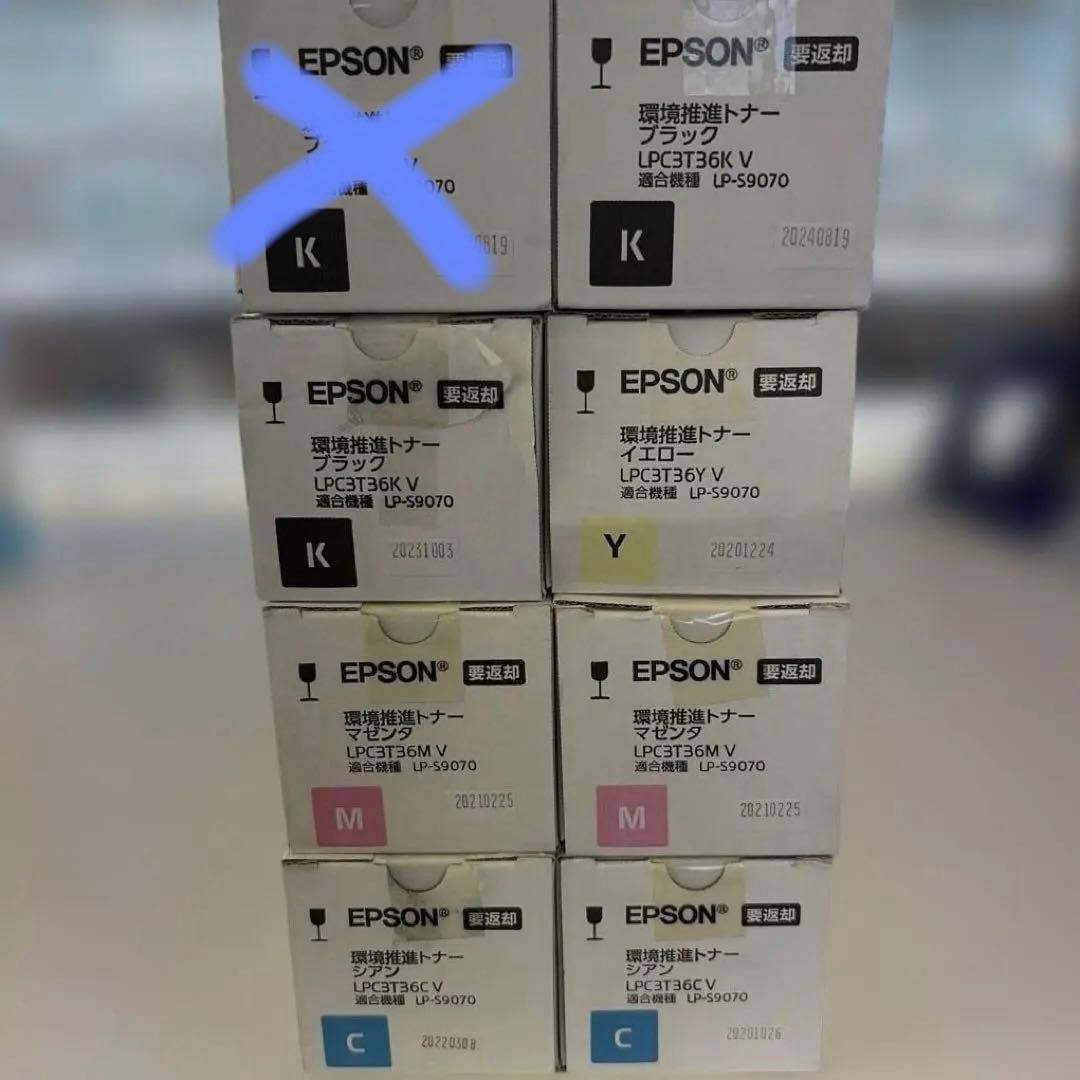 EPSON® 要返却
070
K
0819
EPSON® 要返却
環境推進トナー
ブラック
LPC3T36K V
適合機種 LP-S9070
K
20240819
EPSON® 要返却
環境推進トナー
ブラック
LPC3T36K V
適合機種 LP-S9070
K
20231003
EPSON® 要返却
環境推進トナー
イエロー
LPC3T36Y V
適合機種 LP-S9070
Y
20201224
EPSON® 要返却
環境推進トナー
マゼンタ
LPC3T36M V
適合機種 LP-S9070
M
20210225
EPSON® 要返却
環境推進トナー
マゼンタ
LPC3T36M V
適合機種 LP-S9070
M
20210225
EPSON® 要返却
環境推進トナー
シアン
LPC3T36C V
適合機種 LP-S9070
C
20220308
EPSON® 要返却
環境推進トナー
シアン
LPC3T36C V
適合機種 LP-S9070
C
20201026